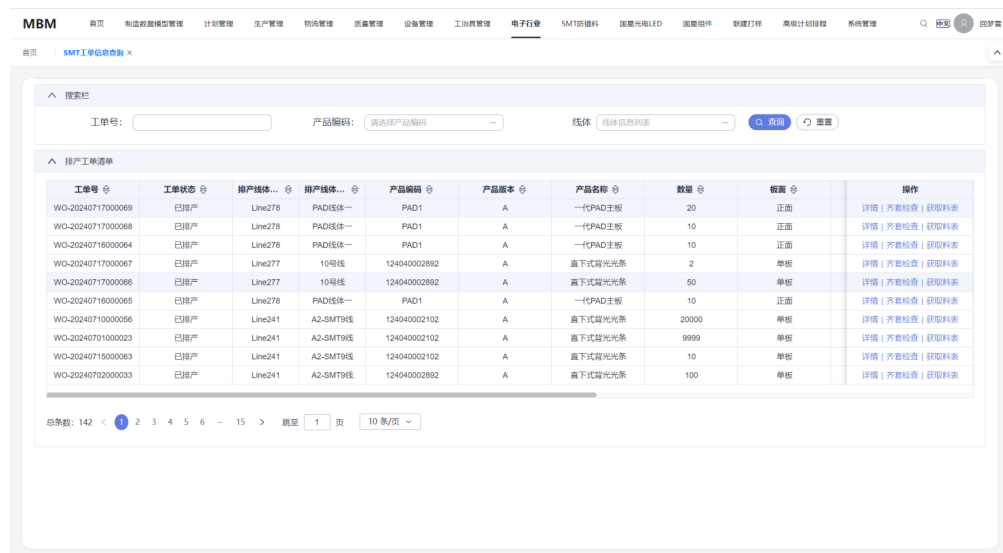 MBM 首页 制造数据模型管理 计划管理 生产管理 物流管理 质量管理 设备管理 工治具管理 电子行业 SMT防错料 国星光电LED 国星组件 联建打样 高级计划排程 系统管理 中文 回梦雪
首页 SMT工单信息查询 ×
搜索栏
工单号: 产品编码: 请选择产品编码 ... 线体 线体信息列表 ... 查询 重置
排产工单清单
工单号 工单状态 排产线体... 排产线体... 产品编码 产品版本 产品名称 数量 板面 操作
WO-20240717000069 已排产 Line278 PAD线体一 PAD1 A 一代PAD主板 20 正面 详情 | 齐套检查 | 获取料表
WO-20240717000068 已排产 Line278 PAD线体一 PAD1 A 一代PAD主板 10 正面 详情 | 齐套检查 | 获取料表
WO-20240716000064 已排产 Line278 PAD线体一 PAD1 A 一代PAD主板 10 正面 详情 | 齐套检查 | 获取料表
WO-20240717000067 已排产 Line277 10号线 124040002892 A 直下式背光光条 2 单板 详情 | 齐套检查 | 获取料表
WO-20240717000066 已排产 Line277 10号线 124040002892 A 直下式背光光条 50 单板 详情 | 齐套检查 | 获取料表
WO-20240716000065 已排产 Line278 PAD线体一 PAD1 A 一代PAD主板 10 正面 详情 | 齐套检查 | 获取料表
WO-20240710000056 已排产 Line241 A2-SMT9线 124040002102 A 直下式背光光条 20000 单板 详情 | 齐套检查 | 获取料表
WO-20240701000023 已排产 Line241 A2-SMT9线 124040002102 A 直下式背光光条 9999 单板 详情 | 齐套检查 | 获取料表
WO-20240715000063 已排产 Line241 A2-SMT9线 124040002102 A 直下式背光光条 10 单板 详情 | 齐套检查 | 获取料表
WO-20240702000033 已排产 Line241 A2-SMT9线 124040002892 A 直下式背光光条 100 单板 详情 | 齐套检查 | 获取料表
总条数: 142 < 1 2 3 4 5 6 ... 15 > 跳至 1 页 10 条/页